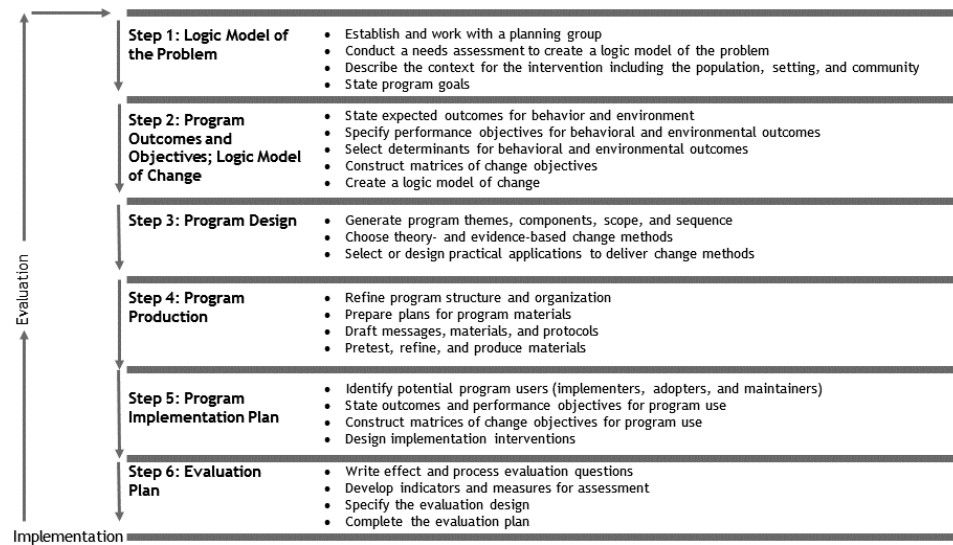 Step 1: Logic Model of
the Problem
• Establish and work with a planning group
• Conduct a needs assessment to create a logic model of the problem
• Describe the context for the intervention including the population, setting, and community
• State program goals
Step 2: Program
Outcomes and
Objectives; Logic Model
of Change
• State expected outcomes for behavior and environment
• Specify performance objectives for behavioral and environmental outcomes
• Select determinants for behavioral and environmental outcomes
• Construct matrices of change objectives
• Create a logic model of change
Step 3: Program Design
• Generate program themes, components, scope, and sequence
• Choose theory- and evidence-based change methods
• Select or design practical applications to deliver change methods
Step 4: Program
Production
• Refine program structure and organization
• Prepare plans for program materials
• Draft messages, materials, and protocols
• Pretest, refine, and produce materials
Step 5: Program
Implementation Plan
• Identify potential program users (implementers, adopters, and maintainers)
• State outcomes and performance objectives for program use
• Construct matrices of change objectives for program use
• Design implementation interventions
Step 6: Evaluation
Plan
• Write effect and process evaluation questions
• Develop indicators and measures for assessment
• Specify the evaluation design
• Complete the evaluation plan
Evaluation
Implementation